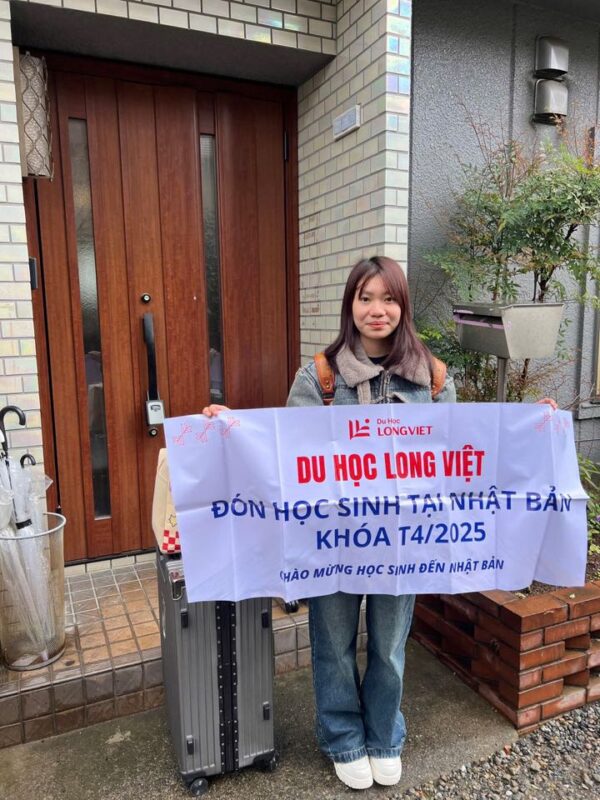 Du Học
LONGVIET
DU HỌC LONG VIỆT
ĐÓN HỌC SINH TẠI NHẬT BẢN
KHÓA T4/2025
CHÀO MỪNG HỌC SINH ĐẾN NHẬT BẢN